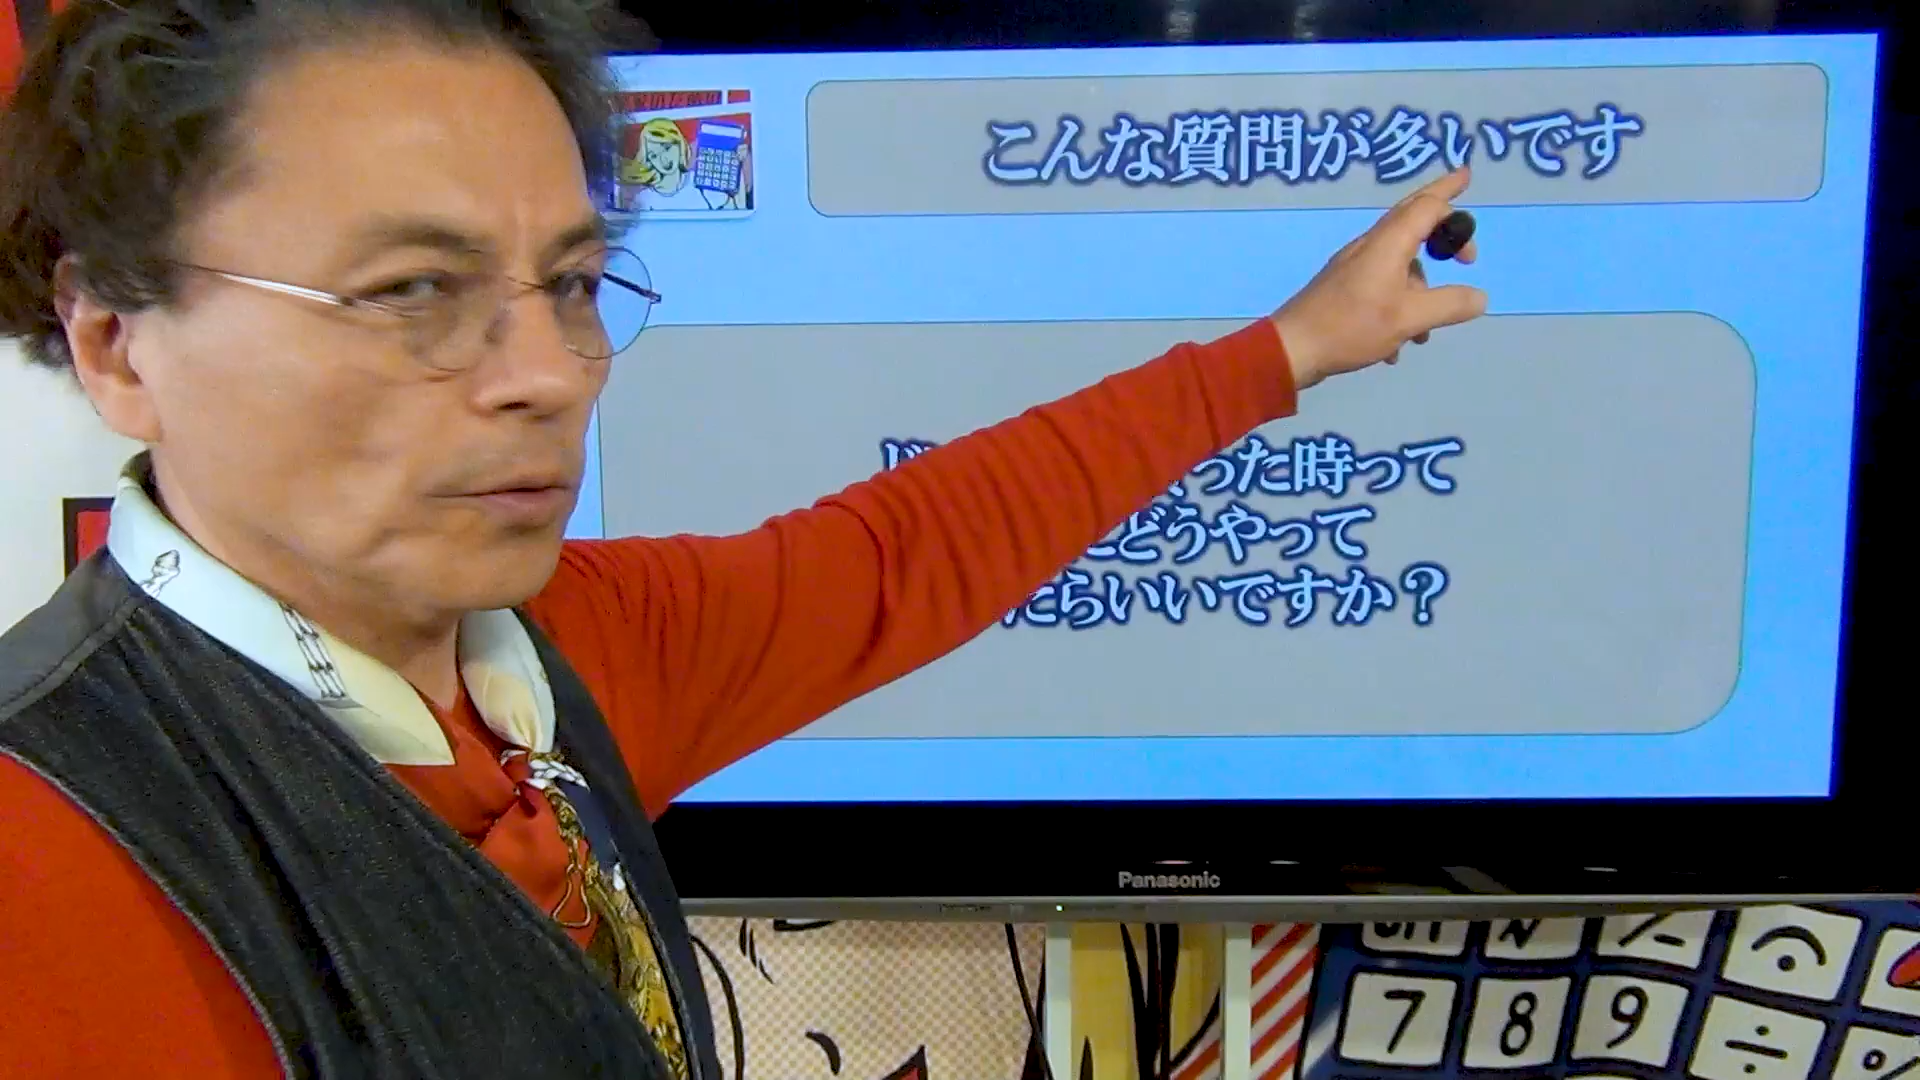 こんな質問が多いです
った時って
どうやって
たらいいですか？
Panasonic
7 8 9 ÷